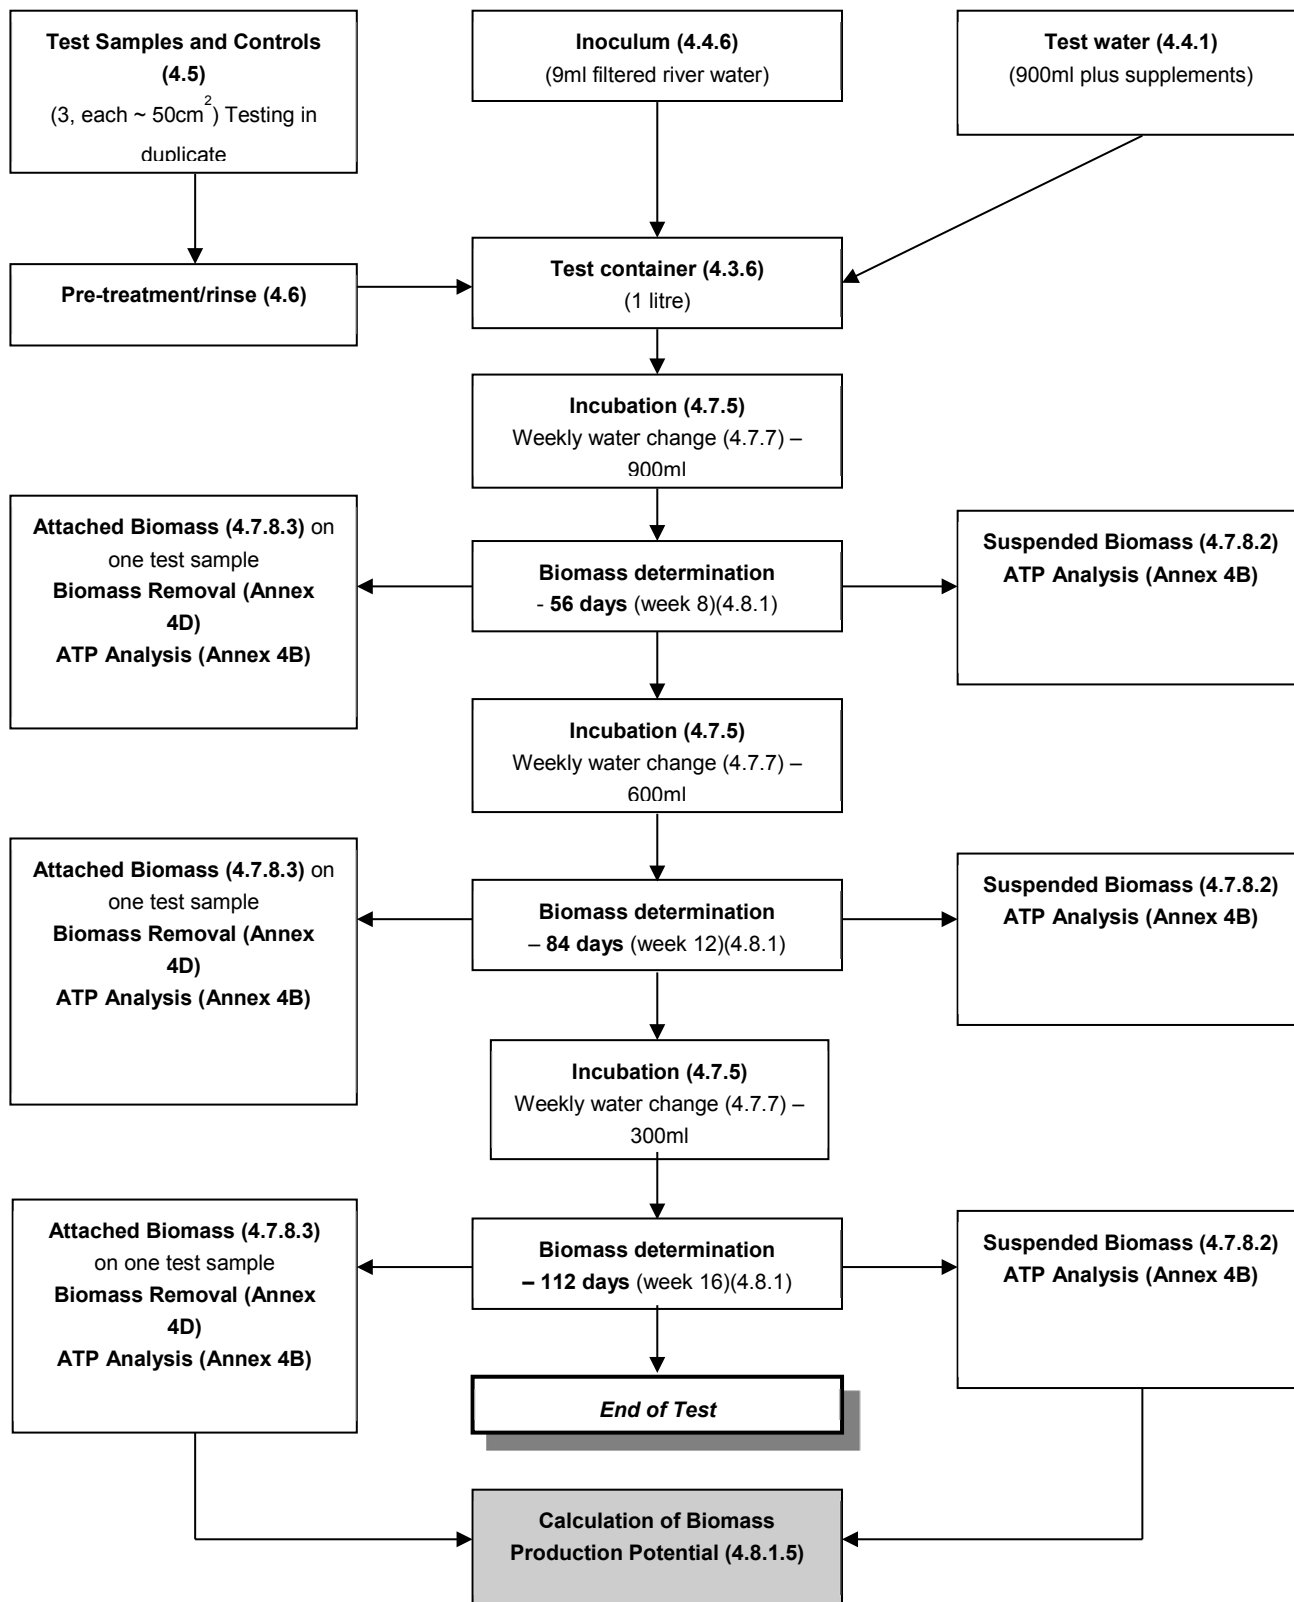 Test Samples and Controls
(4.5)
(3, each ~ 50cm²) Testing in
duplicate
Inoculum (4.4.6)
(9ml filtered river water)
Test water (4.4.1)
(900ml plus supplements)
Pre-treatment/rinse (4.6)
Test container (4.3.6)
(1 litre)
Incubation (4.7.5)
Weekly water change (4.7.7) –
900ml
Attached Biomass (4.7.8.3) on
one test sample
Biomass Removal (Annex
4D)
ATP Analysis (Annex 4B)
Biomass determination
- 56 days (week 8)(4.8.1)
Suspended Biomass (4.7.8.2)
ATP Analysis (Annex 4B)
Incubation (4.7.5)
Weekly water change (4.7.7) –
600ml
Attached Biomass (4.7.8.3) on
one test sample
Biomass Removal (Annex
4D)
ATP Analysis (Annex 4B)
Biomass determination
– 84 days (week 12)(4.8.1)
Suspended Biomass (4.7.8.2)
ATP Analysis (Annex 4B)
Incubation (4.7.5)
Weekly water change (4.7.7) –
300ml
Attached Biomass (4.7.8.3)
on one test sample
Biomass Removal (Annex
4D)
ATP Analysis (Annex 4B)
Biomass determination
– 112 days (week 16)(4.8.1)
Suspended Biomass (4.7.8.2)
ATP Analysis (Annex 4B)
End of Test
Calculation of Biomass
Production Potential (4.8.1.5)